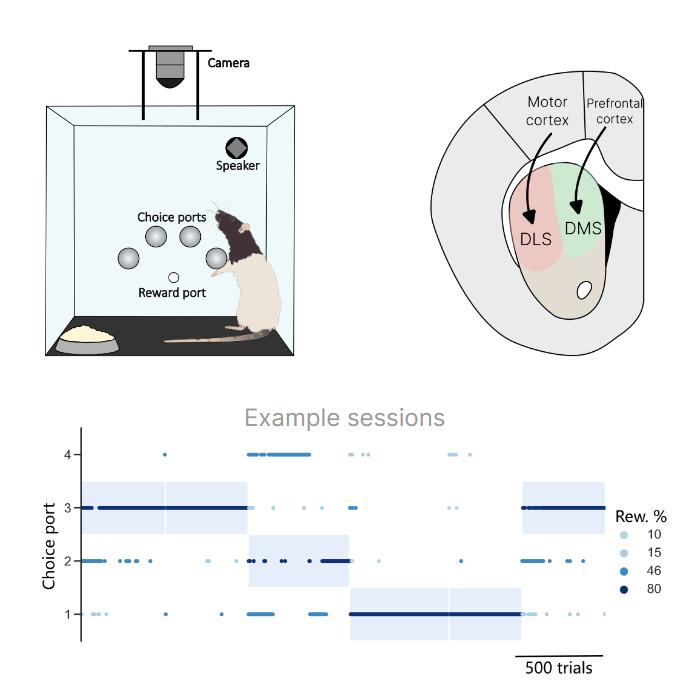 Camera
Speaker
Choice ports
Reward port
Motor
cortex
Prefrontal
cortex
DLS
DMS
Example sessions
Choice port
4
3
2
1
Rew. %
10
15
46
80
500 trials